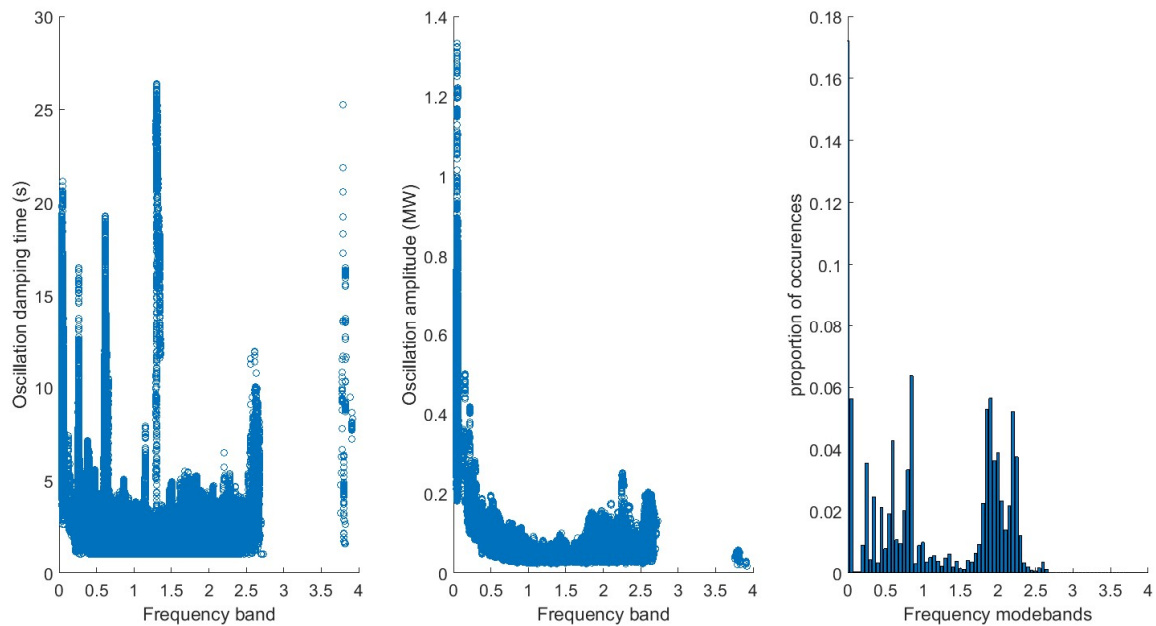 30
25
20
15
10
5
0
Oscillation damping time (s)
0 0.5 1 1.5 2 2.5 3 3.5 4
Frequency band
1.4
1.2
1
0.8
0.6
0.4
0.2
0
Oscillation amplitude (MW)
0 0.5 1 1.5 2 2.5 3 3.5 4
Frequency band
0.18
0.16
0.14
0.12
0.1
0.08
0.06
0.04
0.02
0
proportion of occurences
0 0.5 1 1.5 2 2.5 3 3.5 4
Frequency modebands